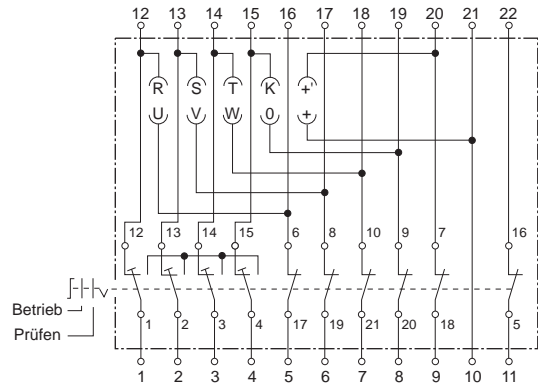 12 13 14 15 16 17 18 19 20 21 22
R S T K +'
U V W 0 +
12 13 14 15 6 8 10 9 7 16
Betrieb
1 2 3 4 17 19 21 20 18 5
Prüfen
1 2 3 4 5 6 7 8 9 10 11